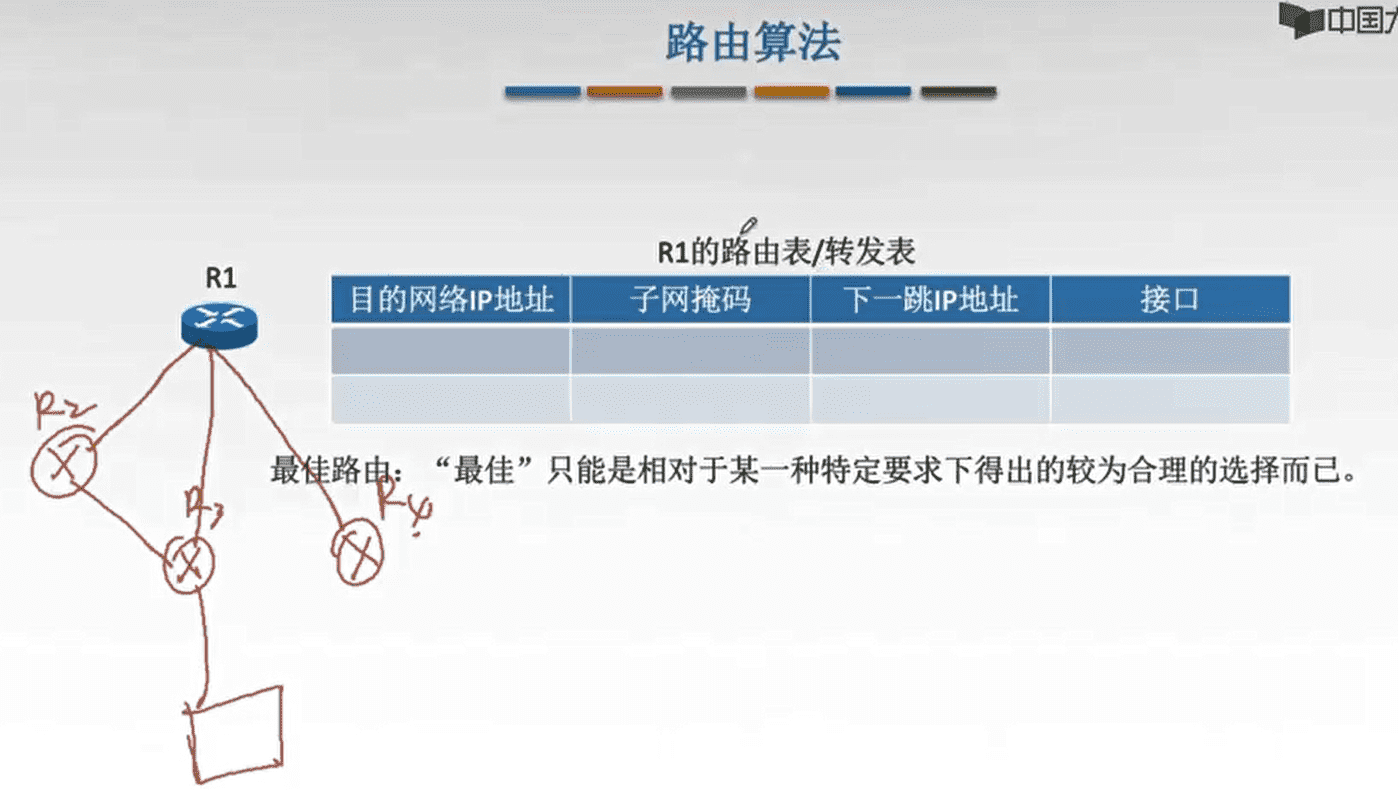 中国
路由算法
R1的路由表/转发表
R1
目的网络IP地址 子网掩码 下一跳IP地址 接口
R2
最佳路由：“最佳”只能是相对于某一种特定要求下得出的较为合理的选择而已。
R3
R4